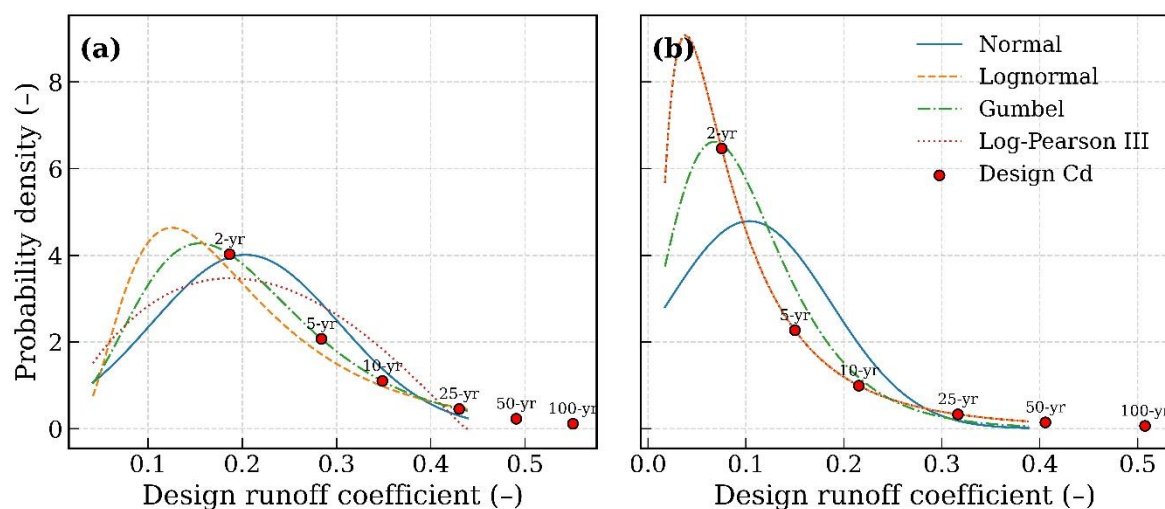 (a)
Probability density (–)
8
6
4
2
0
2-yr
5-yr
10-yr
25-yr
50-yr
100-yr
0.1 0.2 0.3 0.4 0.5
Design runoff coefficient (–)
(b)
Normal
Lognormal
Gumbel
Log-Pearson III
Design Cd
2-yr
5-yr
10-yr
25-yr
50-yr
100-yr
0.0 0.1 0.2 0.3 0.4 0.5
Design runoff coefficient (–)